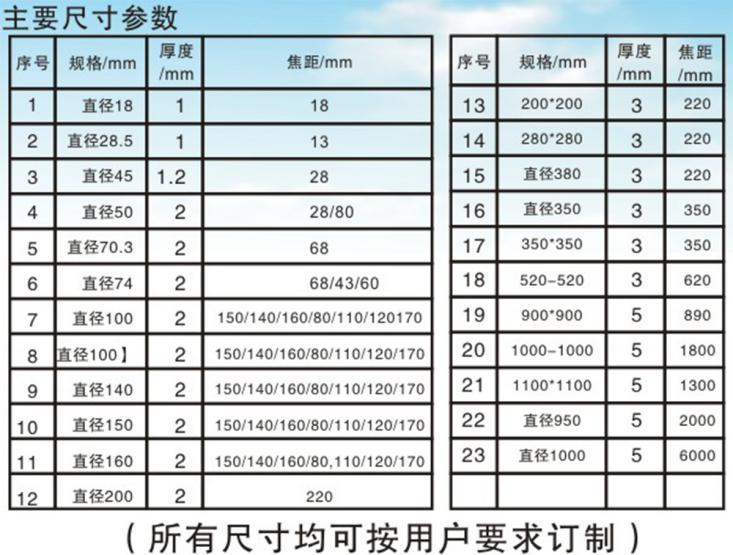 主要尺寸参数
序号 规格/mm 厚度/mm 焦距/mm
1 直径18 1 18
2 直径28.5 1 13
3 直径45 1.2 28
4 直径50 2 28/80
5 直径70.3 2 68
6 直径74 2 68/43/60
7 直径100 2 150/140/160/80/110/120170
8 直径100】 2 150/140/160/80/110/120/170
9 直径140 2 150/140/160/80/110/120/170
10 直径150 2 150/140/160/80/110/120/170
11 直径160 2 150/140/160/80,110/120/170
12 直径200 2 220
序号 规格/mm 厚度/mm 焦距/mm
13 200*200 3 220
14 280*280 3 220
15 直径380 3 220
16 直径350 3 350
17 350*350 3 350
18 520-520 3 620
19 900*900 5 890
20 1000-1000 5 1800
21 1100*1100 5 1300
22 直径950 5 2000
23 直径1000 5 6000
(所有尺寸均可按用户要求订制)